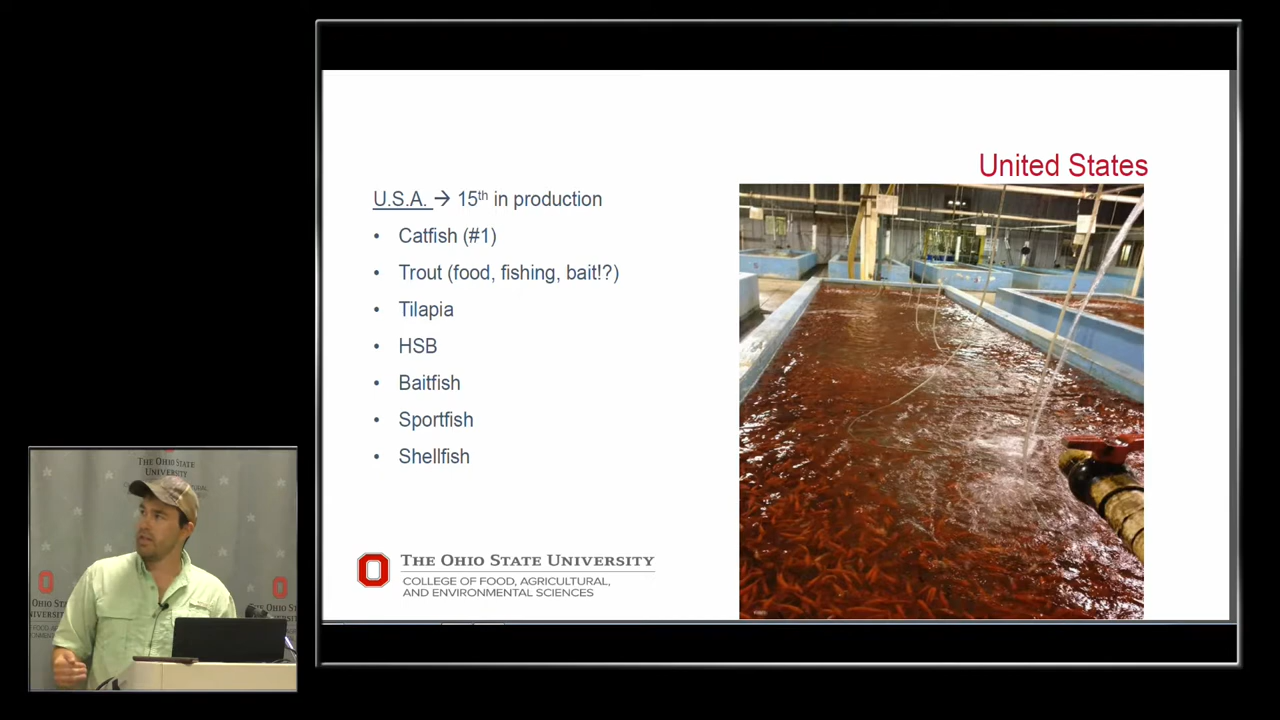 United States
U.S.A. → 15th in production
• Catfish (#1)
• Trout (food, fishing, bait!?)
• Tilapia
• HSB
• Baitfish
• Sportfish
• Shellfish
THE OHIO STATE UNIVERSITY
COLLEGE OF FOOD, AGRICULTURAL,
AND ENVIRONMENTAL SCIENCES
THE OHIO STATE
UNIVERSITY